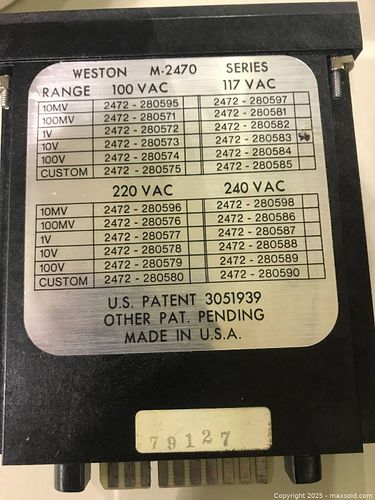 WESTON M-2470 SERIES
RANGE 100 VAC 117 VAC
10MV 2472 - 280595 2472 - 280597
100MV 2472 - 280571 2472 - 280581
1V 2472 - 280572 2472 - 280582
10V 2472 - 280573 2472 - 280583
100V 2472 - 280574 2472 - 280584
CUSTOM 2472 - 280575 2472 - 280585
220 VAC 240 VAC
10MV 2472 - 280596 2472 - 280598
100MV 2472 - 280576 2472 - 280586
1V 2472 - 280577 2472 - 280587
10V 2472 - 280578 2472 - 280588
100V 2472 - 280579 2472 - 280589
CUSTOM 2472 - 280580 2472 - 280590
U.S. PATENT 3051939
OTHER PAT. PENDING
MADE IN U.S.A.
79127
Copyright 2025 - maxsold.com